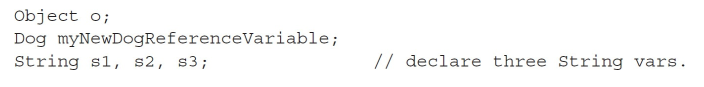 Object o;
Dog myNewDogReferenceVariable;
String s1, s2, s3;                // declare three String vars.